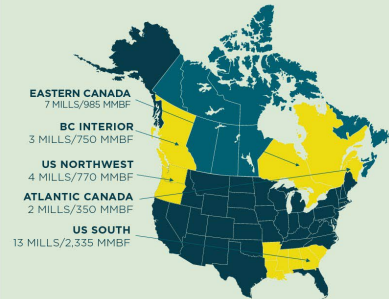 EASTERN CANADA
7 MILLS/985 MMBF
BC INTERIOR
3 MILLS/750 MMBF
US NORTHWEST
4 MILLS/770 MMBF
ATLANTIC CANADA
2 MILLS/350 MMBF
US SOUTH
13 MILLS/2,335 MMBF